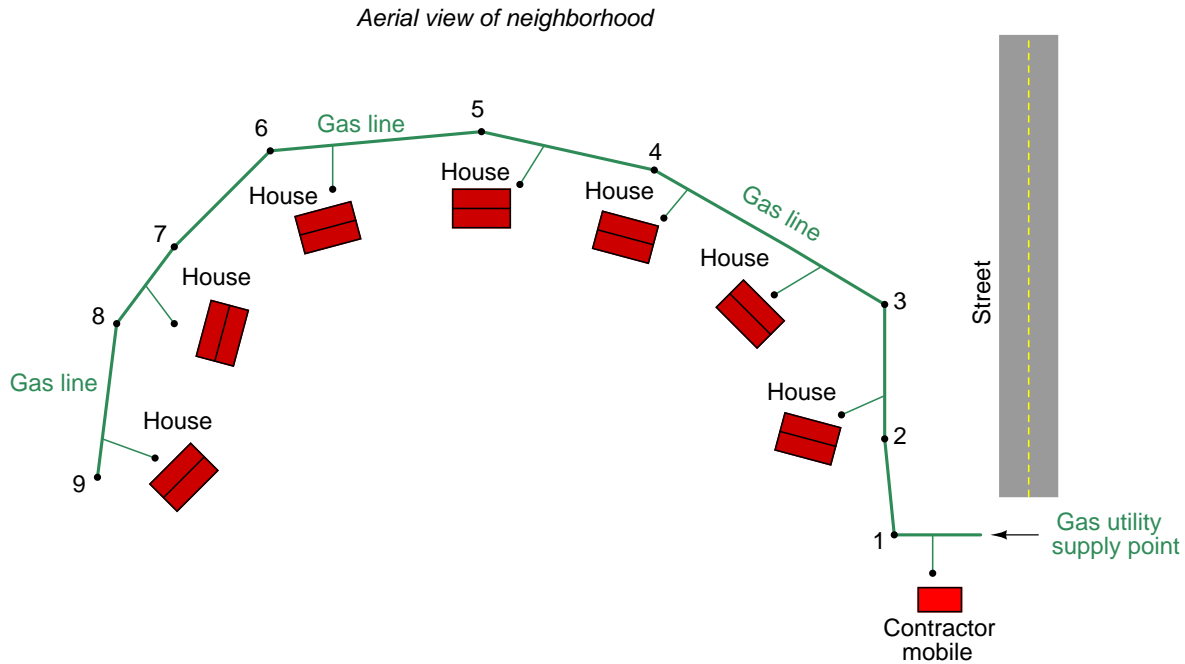 Aerial view of neighborhood
5
6
Gas line
4
House
House
House
Gas line
7
House
House
Street
3
8
Gas line
House
House
2
9
1
Gas utility
supply point
Contractor
mobile